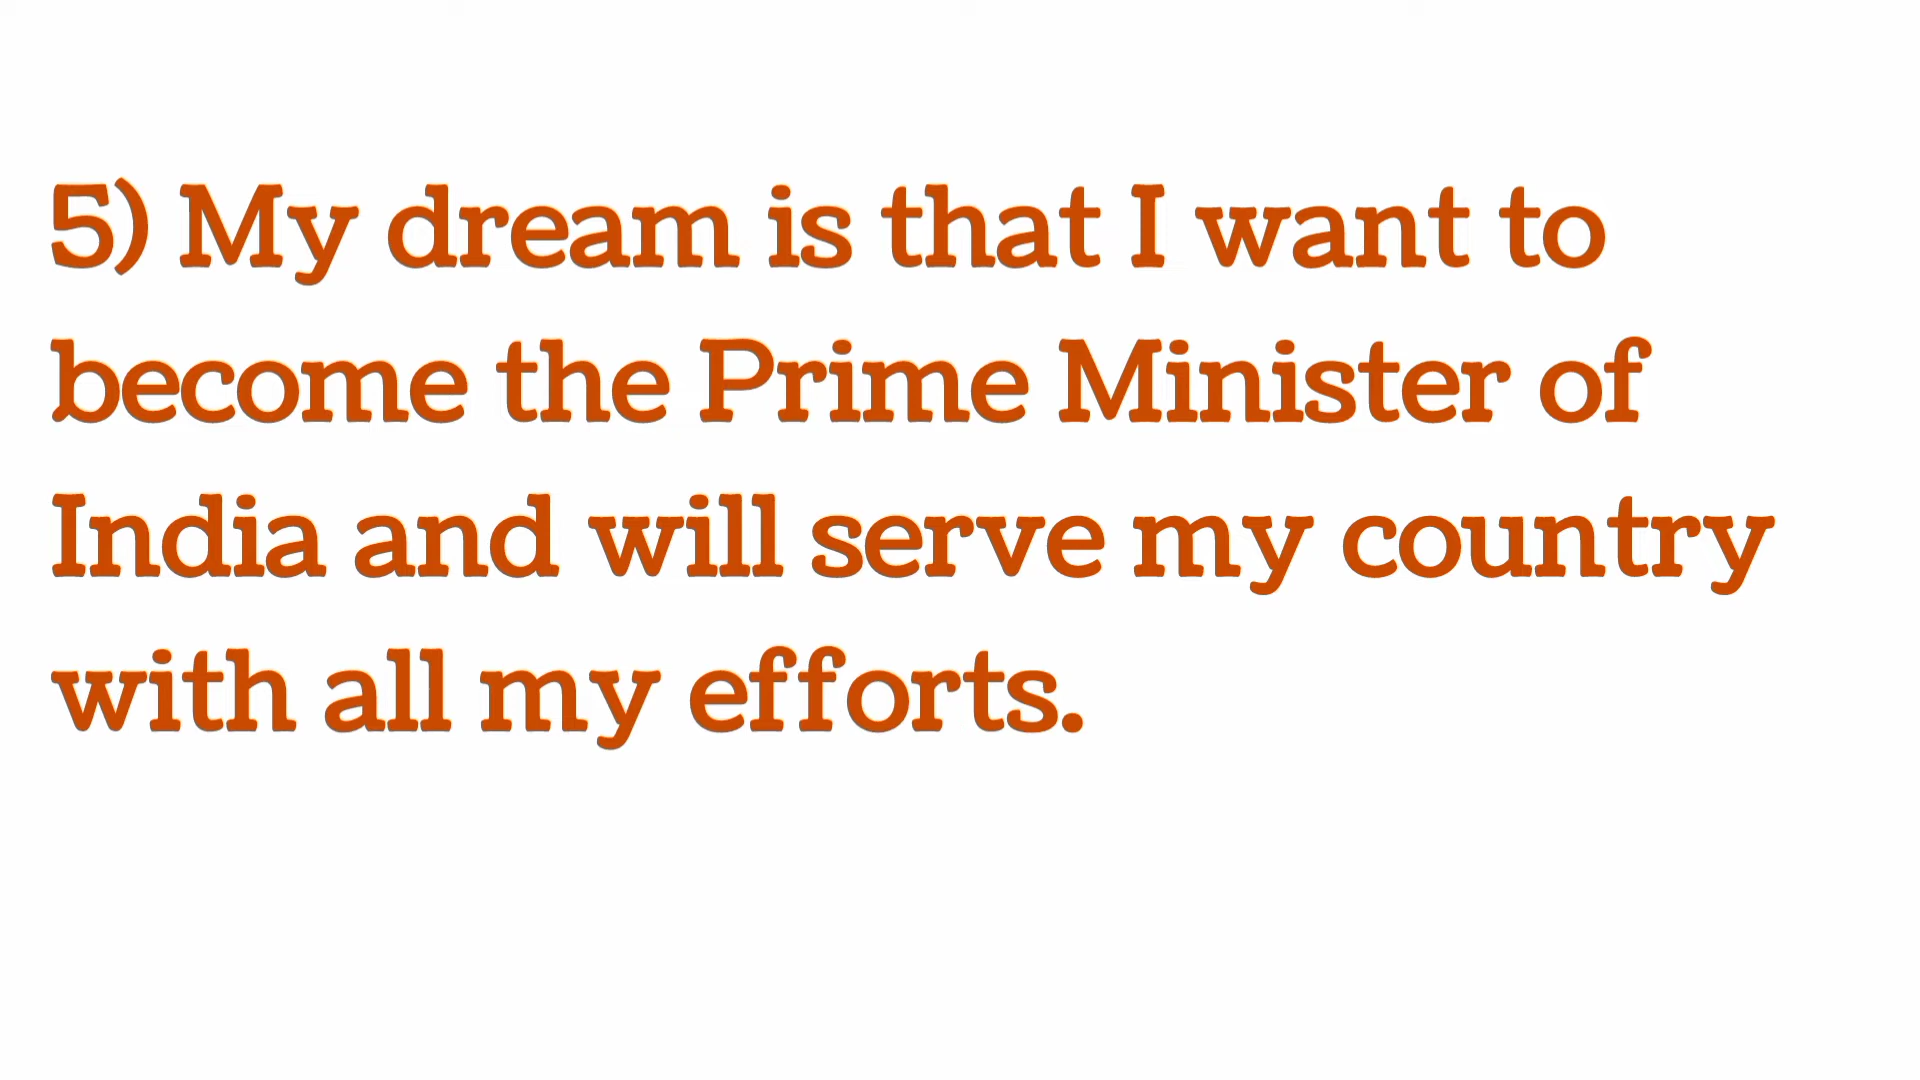 5) My dream is that I want to
become the Prime Minister of
India and will serve my country
with all my efforts.